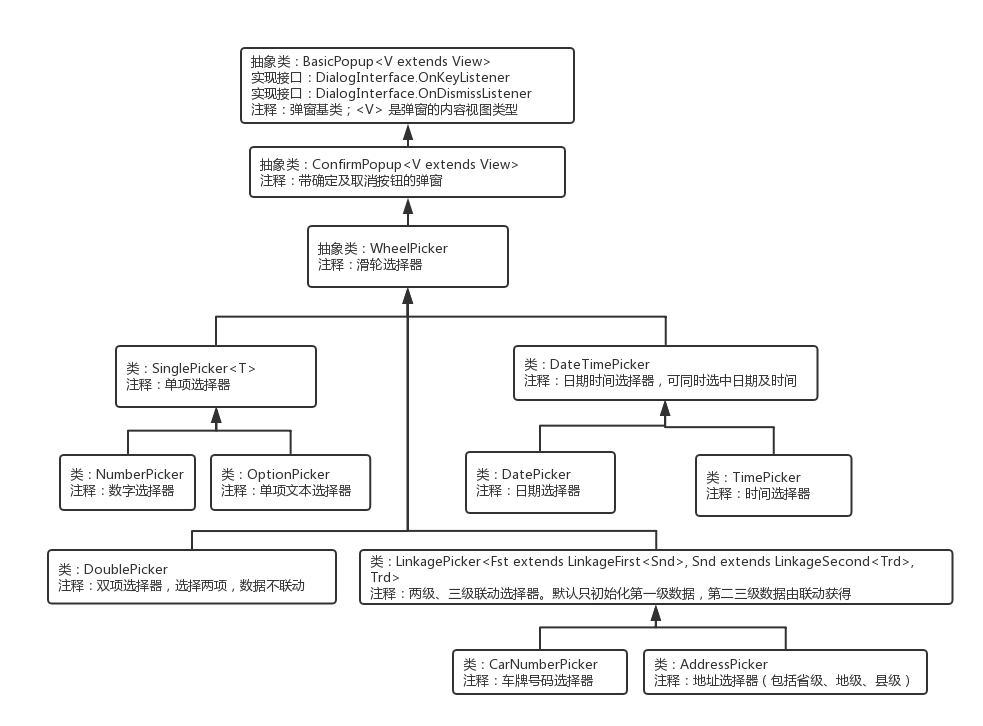 抽象类：BasicPopup<V extends View>
实现接口：DialogInterface.OnKeyListener
实现接口：DialogInterface.OnDismissListener
注释：弹窗基类；<V> 是弹窗的内容视图类型
抽象类：ConfirmPopup<V extends View>
注释：带确定及取消按钮的弹窗
抽象类：WheelPicker
注释：滑轮选择器
类：SinglePicker<T>
注释：单项选择器
类：DateTimePicker
注释：日期时间选择器，可同时选中日期及时间
类：NumberPicker
注释：数字选择器
类：OptionPicker
注释：单项文本选择器
类：DatePicker
注释：日期选择器
类：TimePicker
注释：时间选择器
类：DoublePicker
注释：双项选择器，选择两项，数据不联动
类：LinkagePicker<Fst extends LinkageFirst<Snd>, Snd extends LinkageSecond<Trd>,
Trd>
注释：两级、三级联动选择器。默认只初始化第一级数据，第二三级数据由联动获得
类：CarNumberPicker
注释：车牌号码选择器
类：AddressPicker
注释：地址选择器（包括省级、地级、县级）